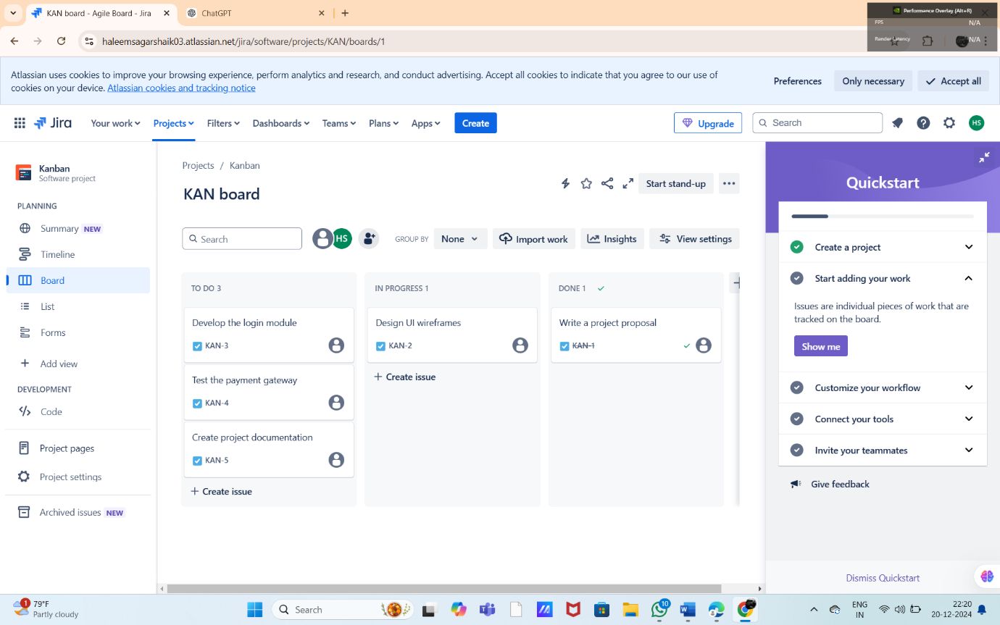 KAN board - Agile Board - Jira
ChatGPT
Performance Overlay (Alt+R)
FPS N/A
Render Latency N/A
haleemsagarshaik03.atlassian.net/jira/software/projects/KAN/boards/1
Atlassian uses cookies to improve your browsing experience, perform analytics and research, and conduct advertising. Accept all cookies to indicate that you agree to our use of
cookies on your device. Atlassian cookies and tracking notice
Preferences
Only necessary
Accept all
Jira
Your work
Projects
Filters
Dashboards
Teams
Plans
Apps
Create
Upgrade
Search
HS
Kanban
Software project
PLANNING
Summary NEW
Timeline
Board
List
Forms
Add view
DEVELOPMENT
Code
Project pages
Project settings
Archived issues NEW
Projects / Kanban
KAN board
Start stand-up
Search
HS
GROUP BY
None
Import work
Insights
View settings
TO DO 3
Develop the login module
KAN-3
Test the payment gateway
KAN-4
Create project documentation
KAN-5
+ Create issue
IN PROGRESS 1
Design UI wireframes
KAN-2
+ Create issue
DONE 1
Write a project proposal
KAN-1
Quickstart
Create a project
Start adding your work
Issues are individual pieces of work that are
tracked on the board.
Show me
Customize your workflow
Connect your tools
Invite your teammates
Give feedback
Dismiss Quickstart
1
79°F
Partly cloudy
Search
10
ENG
IN
22:20
20-12-2024